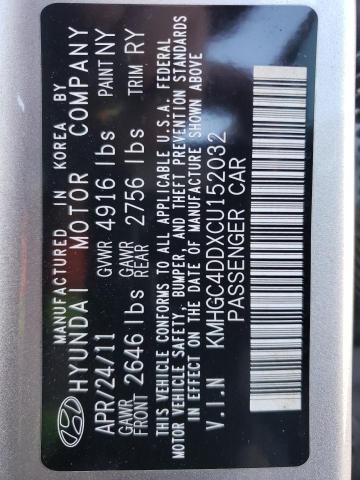 MANUFACTURED IN KOREA BY
HYUNDAI MOTOR COMPANY
APR/24/11 GVWR 4916 lbs PAINT NY
GAWR FRONT 2646 lbs GAWR REAR 2756 lbs TRIM RY
THIS VEHICLE CONFORMS TO ALL APPLICABLE U.S.A. FEDERAL
MOTOR VEHICLE SAFETY, BUMPER, AND THEFT PREVENTION STANDARDS
IN EFFECT ON THE DATE OF MANUFACTURE SHOWN ABOVE
V.I.N KMHGC4DDXCU152032
PASSENGER CAR